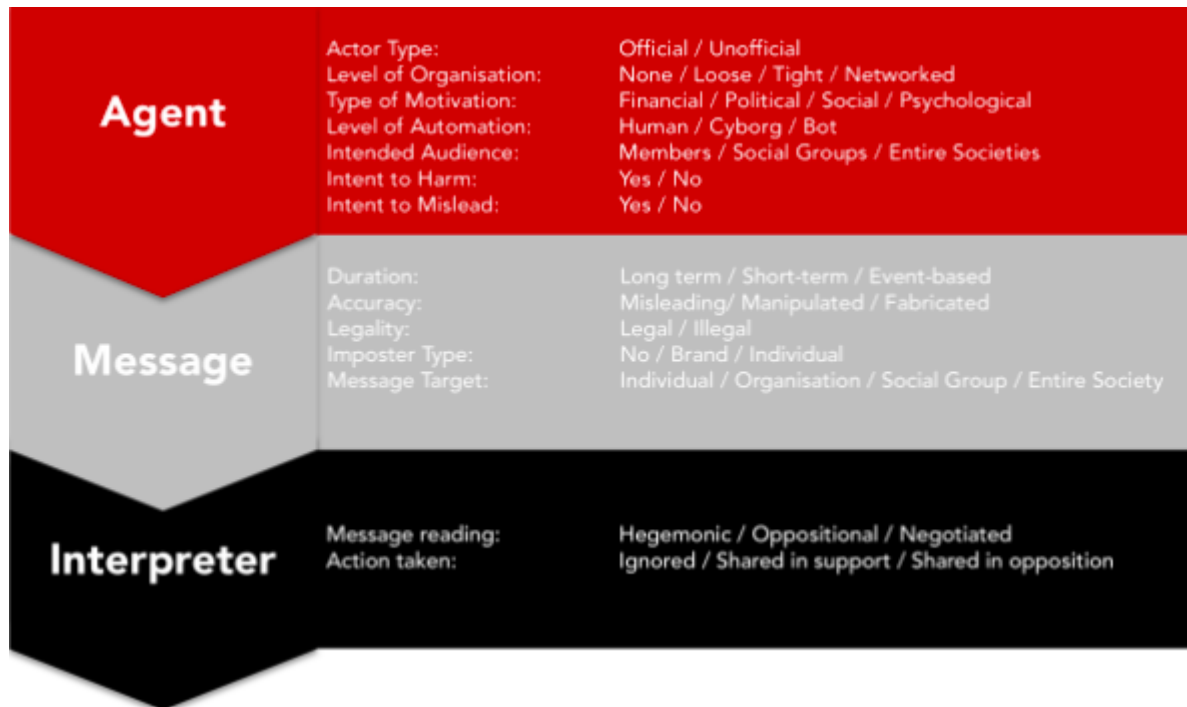 Agent
Actor Type: Official / Unofficial
Level of Organisation: None / Loose / Tight / Networked
Type of Motivation: Financial / Political / Social / Psychological
Level of Automation: Human / Cyborg / Bot
Intended Audience: Members / Social Groups / Entire Societies
Intent to Harm: Yes / No
Intent to Mislead: Yes / No
Message
Duration: Long term / Short-term / Event-based
Accuracy: Misleading/ Manipulated / Fabricated
Legality: Legal / Illegal
Imposter Type: No / Brand / Individual
Message Target: Individual / Organisation / Social Group / Entire Society
Interpreter
Message reading: Hegemonic / Oppositional / Negotiated
Action taken: Ignored / Shared in support / Shared in opposition